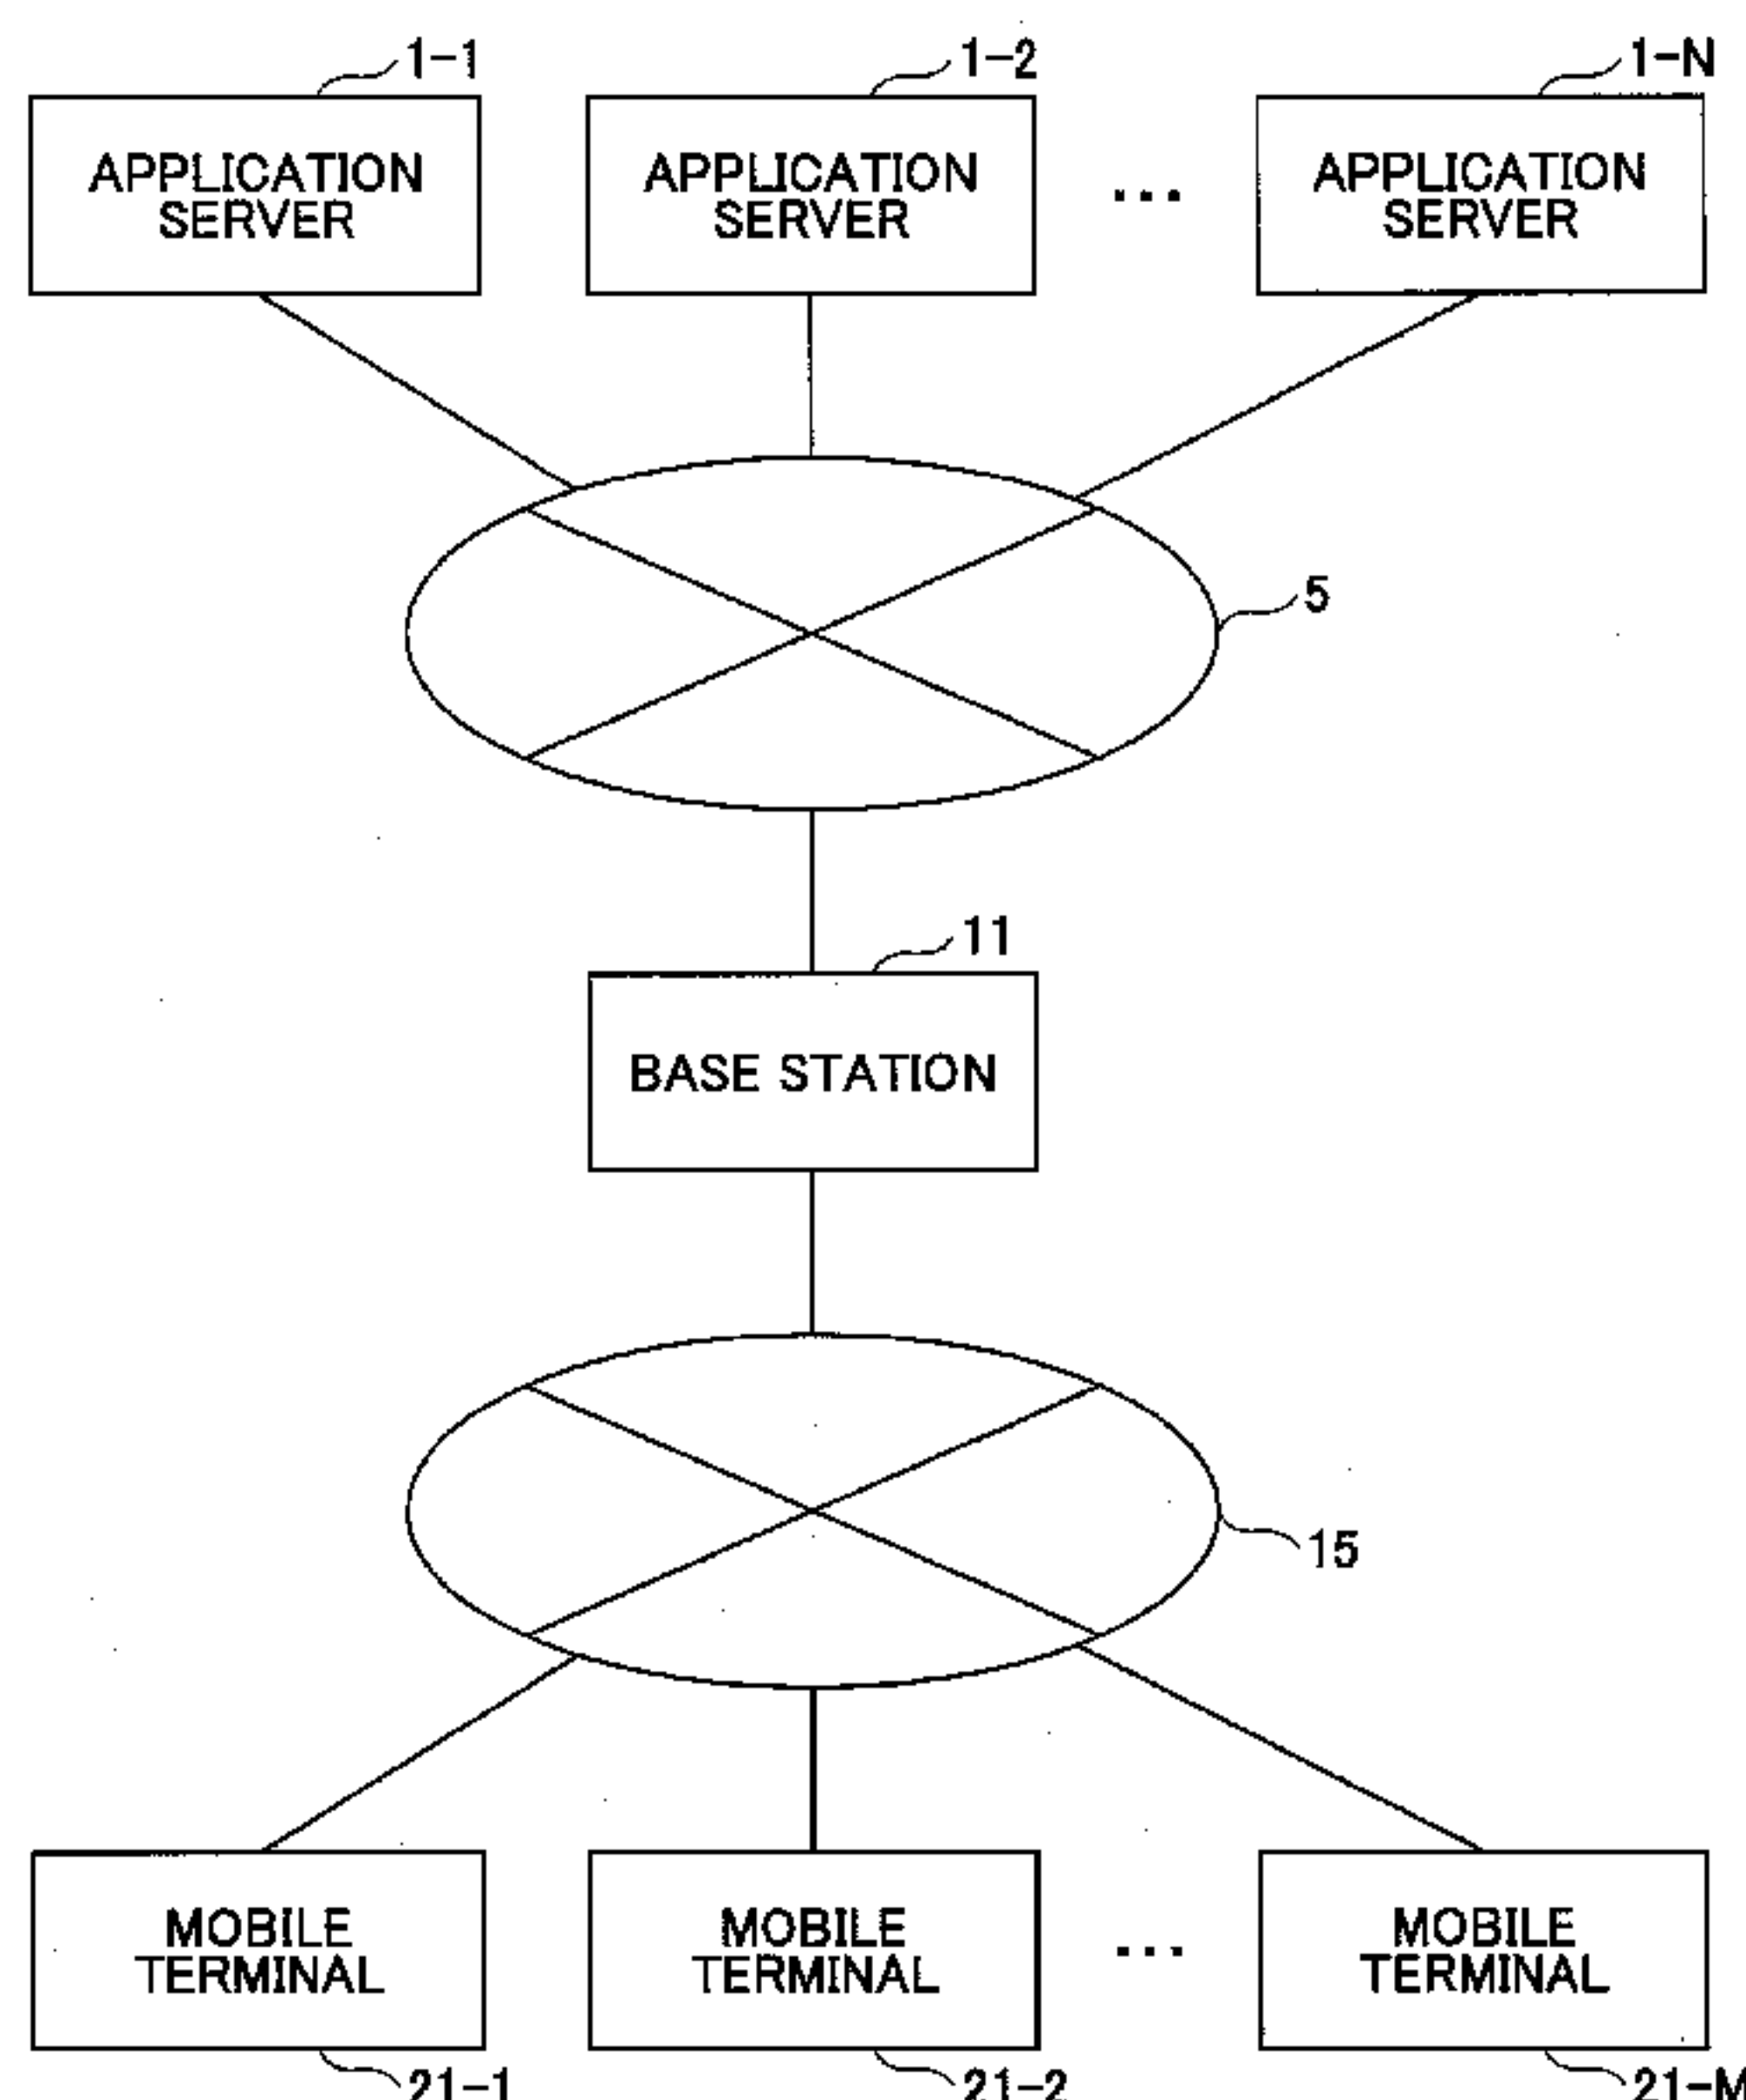 1-1
1-2
1-N
APPLICATION
SERVER
APPLICATION
SERVER
...
APPLICATION
SERVER
5
11
BASE STATION
15
MOBILE
TERMINAL
MOBILE
TERMINAL
...
MOBILE
TERMINAL
21-1
21-2
21-M